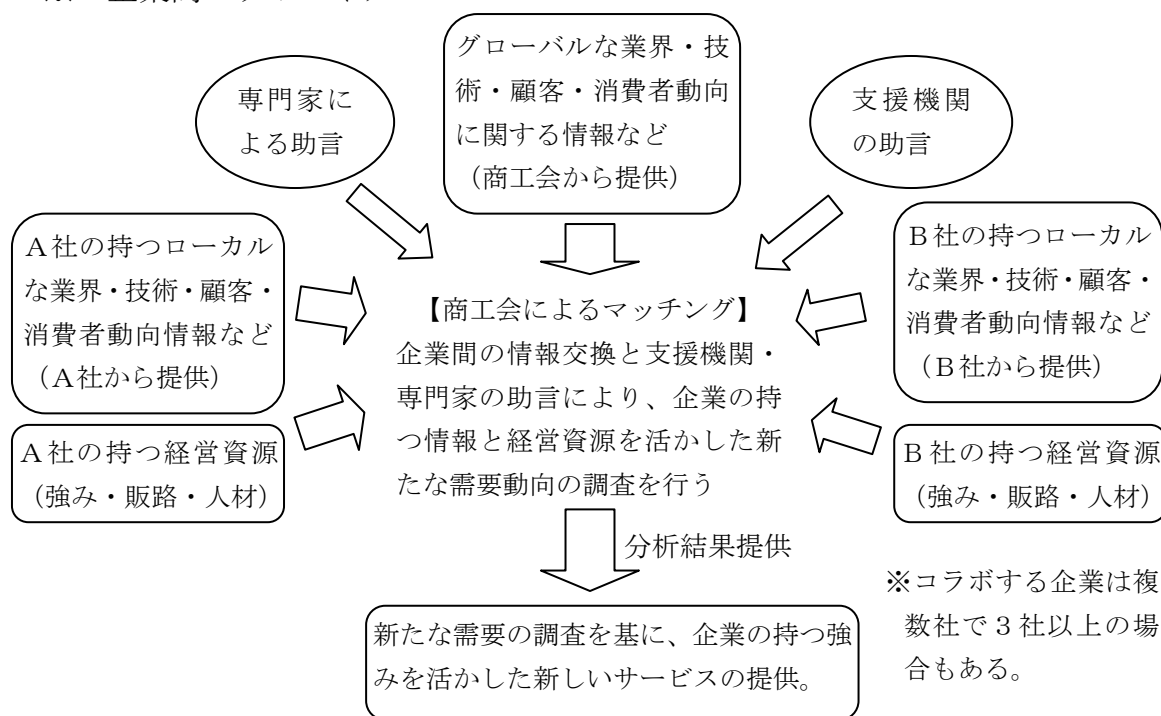 グローバルな業界・技
術・顧客・消費者動向
に関する情報など
（商工会から提供）
専門家に
よる助言
支援機関
の助言
A社の持つローカル
な業界・技術・顧客・
消費者動向情報など
（A社から提供）
B社の持つローカル
な業界・技術・顧客・
消費者動向情報など
（B社から提供）
【商工会によるマッチング】
企業間の情報交換と支援機関・
専門家の助言により、企業の持
つ情報と経営資源を活かした新
たな需要動向の調査を行う
A社の持つ経営資源
（強み・販路・人材）
B社の持つ経営資源
（強み・販路・人材）
分析結果提供
※コラボする企業は複
数社で３社以上の場
合もある。
新たな需要の調査を基に、企業の持つ強
みを活かした新しいサービスの提供。